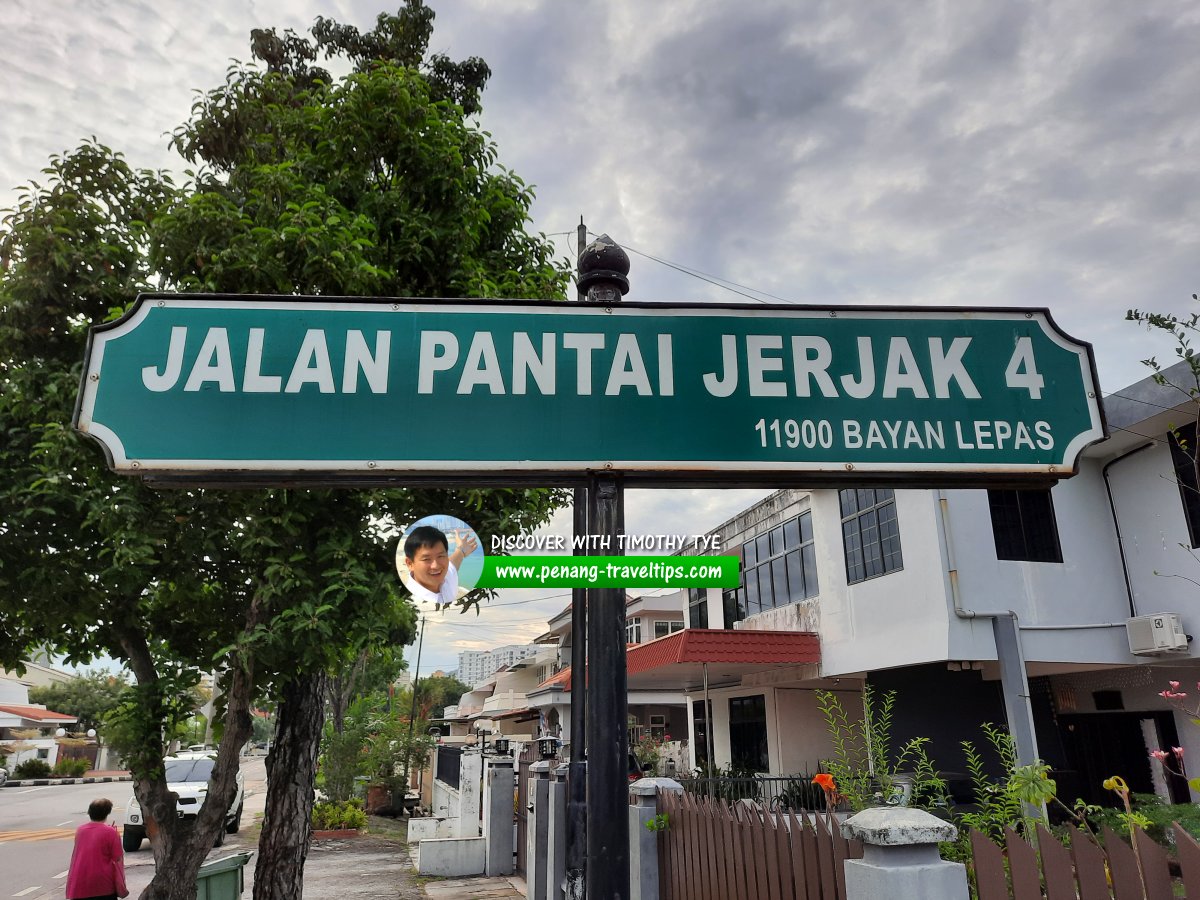 JALAN PANTAI JERJAK 4
11900 BAYAN LEPAS
DISCOVER WITH TIMOTHY TYE
www.penang-traveltips.com